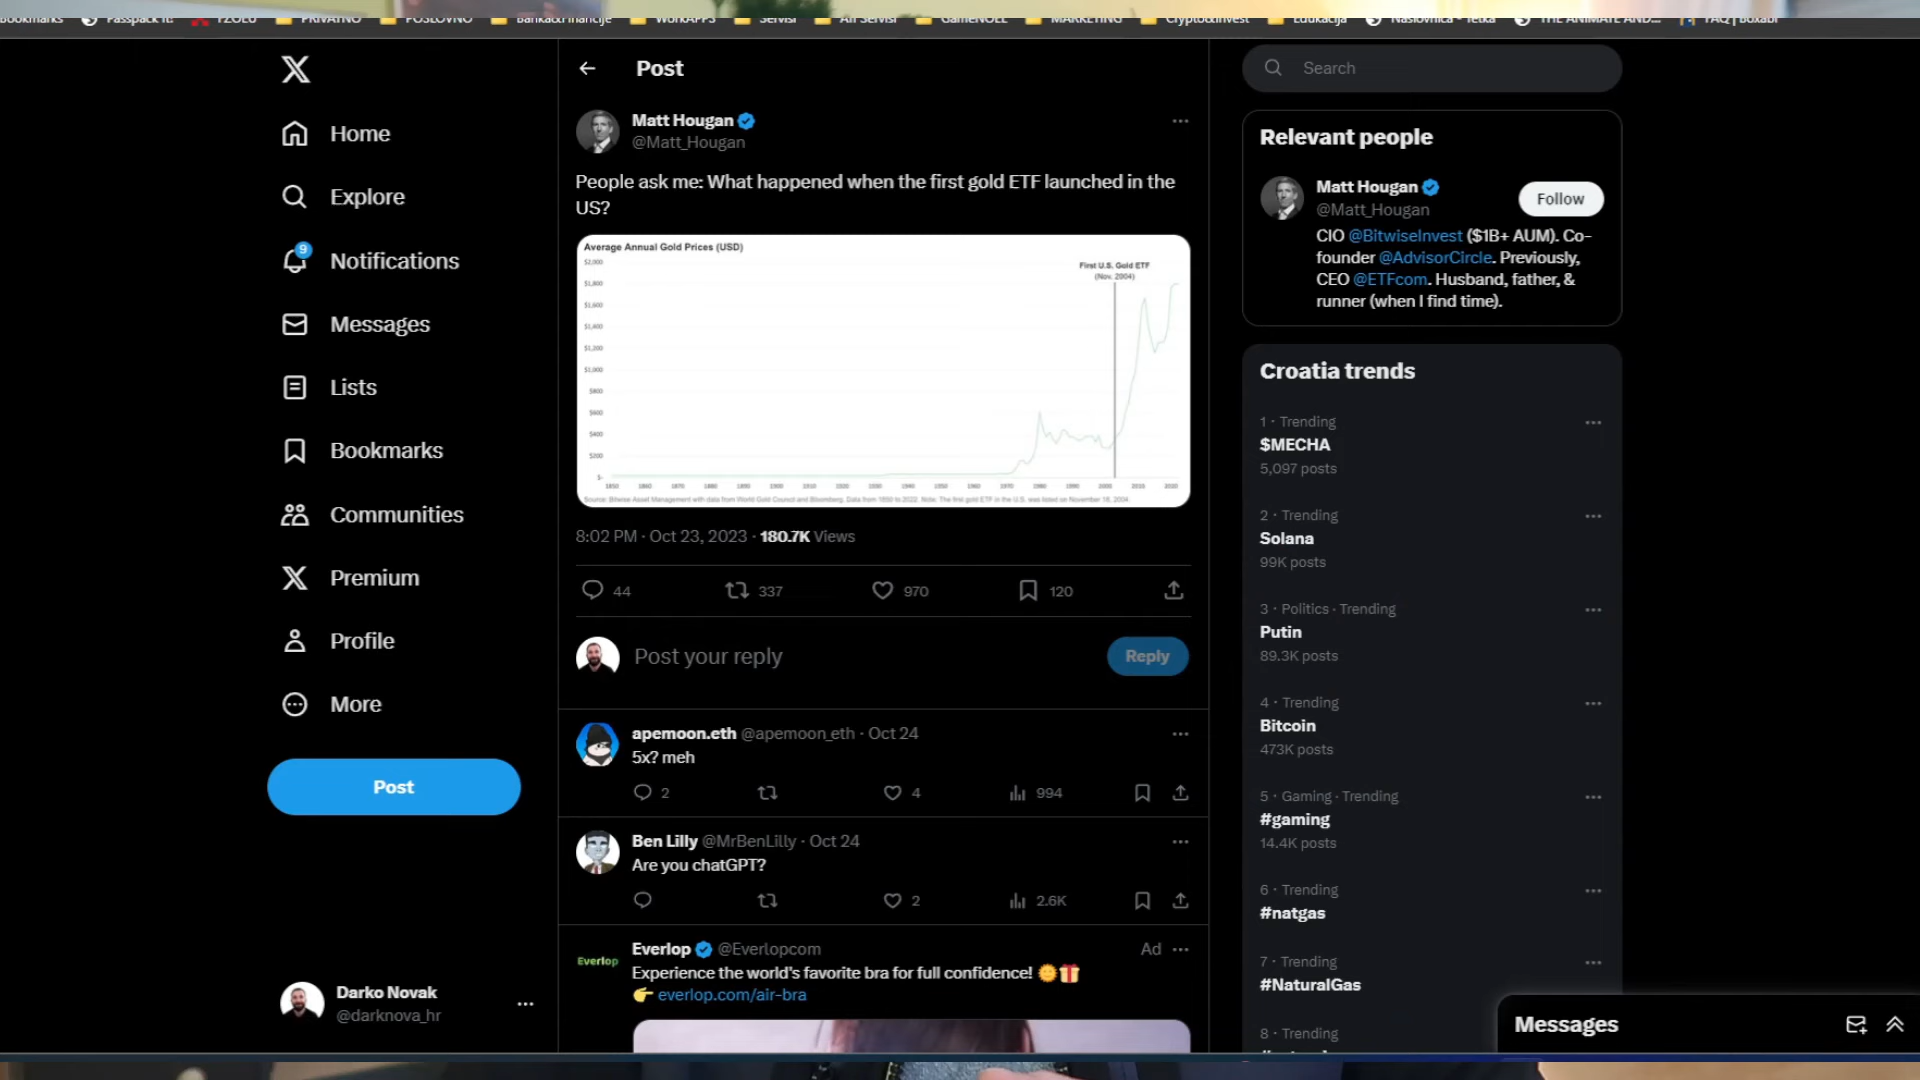 Bookmarks
Passpack It!
PRIVATNO
POSLOVNO
Banka&Financije
WorkAPPS
Servisi
AIPServisi
GameNOLL
MARKETING
Crypto&Invest
Edukacija
Naslovnica - Tetka
THE ANIMATE AND...
FAQ | Boxabl
Home
Explore
9
Notifications
Messages
Lists
Bookmarks
Communities
Premium
Profile
More
Post
Darko Novak
@darknova_hr
Post
Matt Hougan
@Matt_Hougan
People ask me: What happened when the first gold ETF launched in the
US?
Average Annual Gold Prices (USD)
First U.S. Gold ETF
(Nov. 2004)
$2,000
$1,800
$1,600
$1,400
$1,200
$1,000
$800
$600
$400
$200
$-
1850 1860 1870 1880 1890 1900 1910 1920 1930 1940 1950 1960 1970 1980 1990 2000 2010 2020
Source: Bitwise Asset Management with data from World Gold Council and Bloomberg. Data from 1850 to 2022. Note: The first gold ETF in the U.S. was listed on November 18, 2004.
8:02 PM · Oct 23, 2023 · 180.7K Views
44 337 970 120
Post your reply
Reply
apemoon.eth @apemoon_eth · Oct 24
5x? meh
2 4 994
Ben Lilly @MrBenLilly · Oct 24
Are you chatGPT?
2 2.6K
Everlop
Everlop @Everlopcom Ad
Experience the world's favorite bra for full confidence!
everlop.com/air-bra
Search
Relevant people
Matt Hougan
@Matt_Hougan
Follow
CIO @BitwiseInvest ($1B+ AUM). Co-
founder @AdvisorCircle. Previously,
CEO @ETFcom. Husband, father, &
runner (when I find time).
Croatia trends
1 · Trending
$MECHA
5,097 posts
2 · Trending
Solana
99K posts
3 · Politics · Trending
Putin
89.3K posts
4 · Trending
Bitcoin
473K posts
5 · Gaming · Trending
#gaming
14.4K posts
6 · Trending
#natgas
7 · Trending
#NaturalGas
8 · Trending
Messages